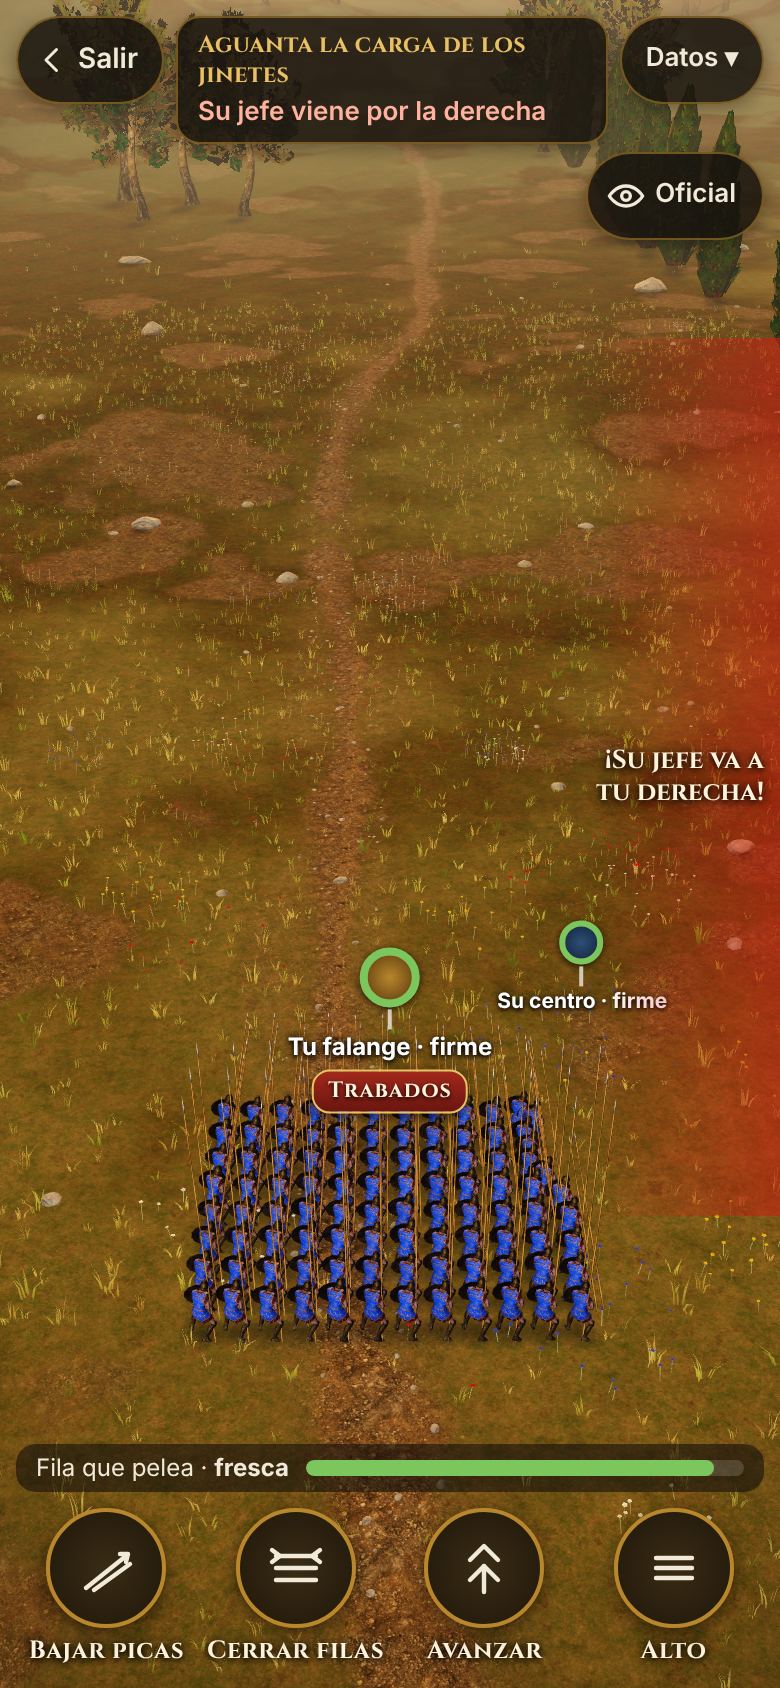 Salir
AGUANTA LA CARGA DE LOS
JINETES
Su jefe viene por la derecha
Datos ▾
Oficial
¡SU JEFE VA A
TU DERECHA!
Su centro · firme
Tu falange · firme
TRABADOS
Fila que pelea · fresca
BAJAR PICAS
CERRAR FILAS
AVANZAR
ALTO